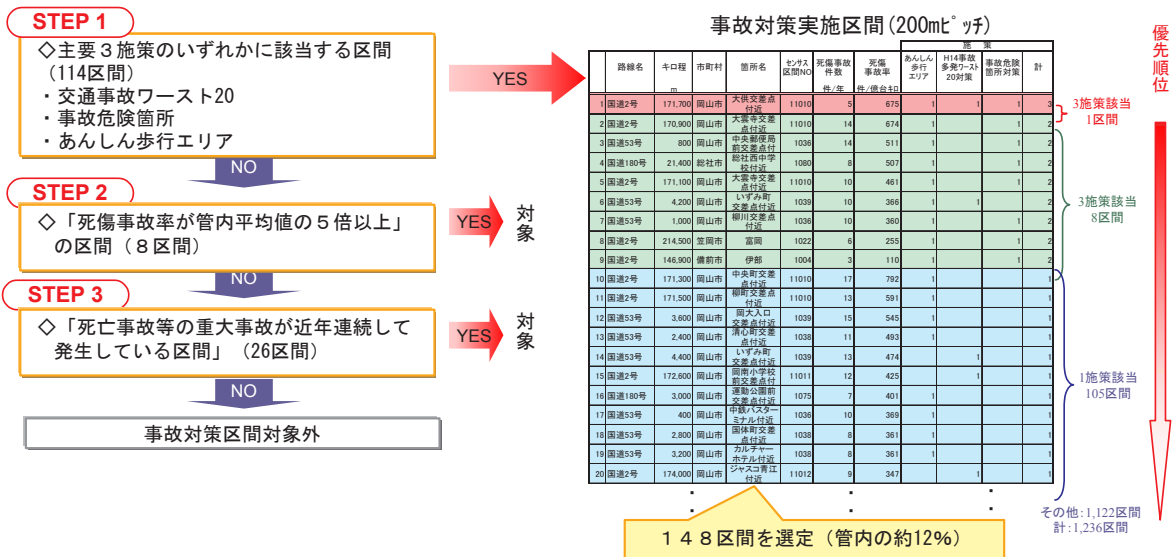 STEP 1
◇主要３施策のいずれかに該当する区間
(114区間)
・交通事故ワースト20
・事故危険箇所
・あんしん歩行エリア
YES
NO
STEP 2
◇「死傷事故率が管内平均値の５倍以上」
の区間（８区間）
YES
対象
NO
STEP 3
◇「死亡事故等の重大事故が近年連続して
発生している区間」（26区間）
YES
対象
NO
事故対策区間対象外
事故対策実施区間(200mﾋﾟｯﾁ)
施 策
路線名 キロ程 m 市町村 箇所名 ｾﾝｻｽ区間NO 死傷事故件数 件/年 死傷事故率 件/億台ｷﾛ あんしん歩行エリア H14事故多発ﾜｰｽﾄ20対策 事故危険箇所対策 計
1 国道2号 171,700 岡山市 大供交差点付近 11010 5 675 1 1 1 3
2 国道2号 170,900 岡山市 大雲寺交差点付近 11010 14 674 1 1 2
3 国道53号 800 岡山市 中央郵便局前交差点付 1036 14 511 1 1 2
4 国道180号 21,400 総社市 総社西中学校付近 1080 8 507 1 1 2
5 国道2号 171,100 岡山市 大雲寺交差点付近 11010 10 461 1 1 2
6 国道53号 4,200 岡山市 いずみ町交差点付近 1039 10 366 1 1 2
7 国道53号 1,000 岡山市 柳川交差点付近 1036 10 360 1 1 2
8 国道2号 214,500 笠岡市 富岡 1022 6 255 1 1 2
9 国道2号 146,900 備前市 伊部 1004 3 110 1 1 2
10 国道2号 171,300 岡山市 中央町交差点付近 11010 17 792 1 1
11 国道2号 171,500 岡山市 柳町交差点付近 11010 13 591 1 1
12 国道53号 3,600 岡山市 岡大入口交差点付近 1039 15 545 1 1
13 国道53号 2,400 岡山市 清心町交差点付近 1038 11 493 1 1
14 国道53号 4,400 岡山市 いずみ町交差点付近 1039 13 474 1 1
15 国道2号 172,600 岡山市 岡南小学校前交差点付 11011 12 425 1 1
16 国道180号 3,000 岡山市 運動公園前交差点付近 1075 7 401 1 1
17 国道53号 400 岡山市 中鉄バスターミナル付近 1036 10 369 1 1
18 国道53号 2,800 岡山市 国体町交差点付近 1038 8 361 1 1
19 国道53号 3,200 岡山市 カルチャーホテル付近 1038 8 361 1 1
20 国道2号 174,000 岡山市 ジャスコ青江付近 11012 9 347 1 1
優先順位
3施策該当
1区間
3施策該当
8区間
1施策該当
105区間
その他：1,122区間
計：1,236区間
１４８区間を選定（管内の約12％）